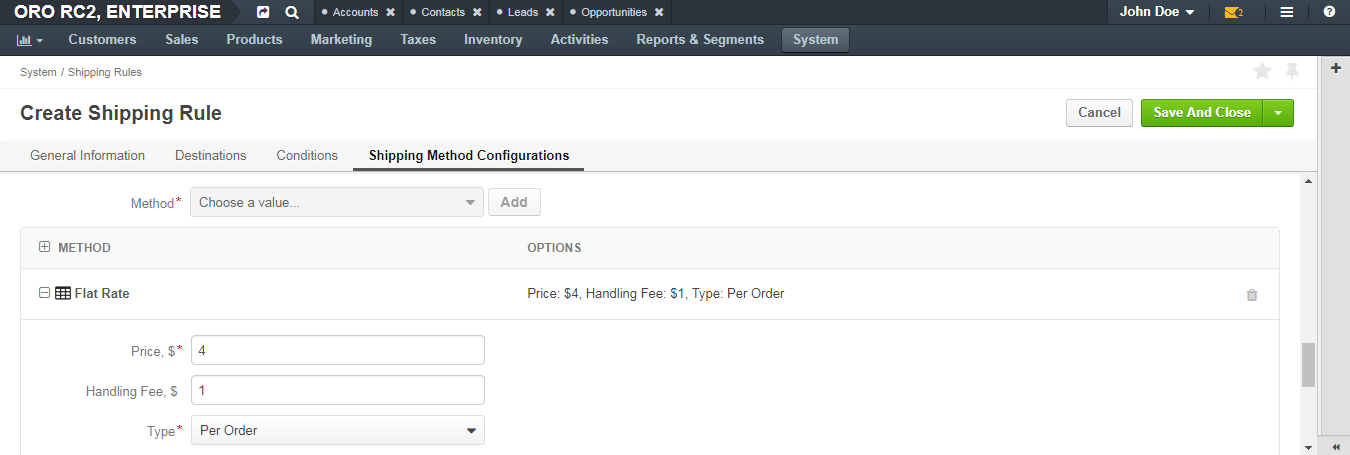 ORO RC2, ENTERPRISE • Accounts × • Contacts × • Leads × • Opportunities × John Doe 2 ?
Customers Sales Products Marketing Taxes Inventory Activities Reports & Segments System
System / Shipping Rules +
Create Shipping Rule Cancel Save And Close
General Information Destinations Conditions Shipping Method Configurations
Method* Choose a value... Add
METHOD OPTIONS
Flat Rate Price: $4, Handling Fee: $1, Type: Per Order
Price, $* 4
Handling Fee, $ 1
Type* Per Order